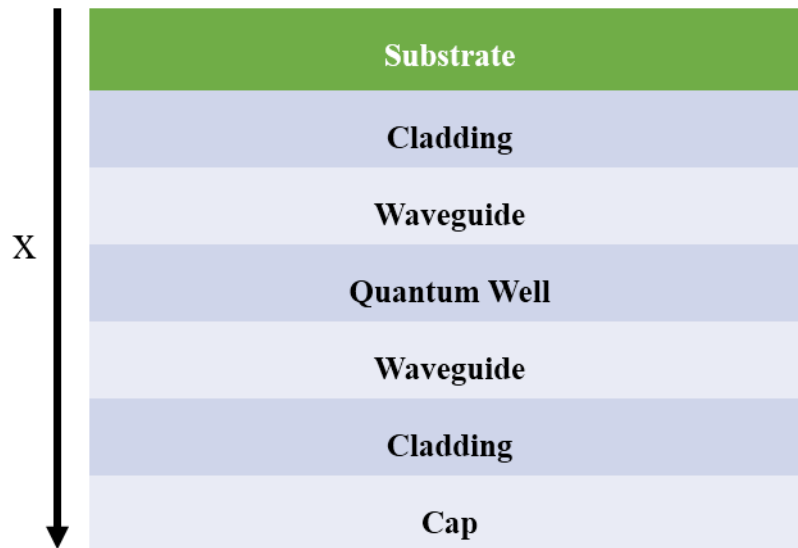 Substrate
Cladding
Waveguide
X
Quantum Well
Waveguide
Cladding
Cap